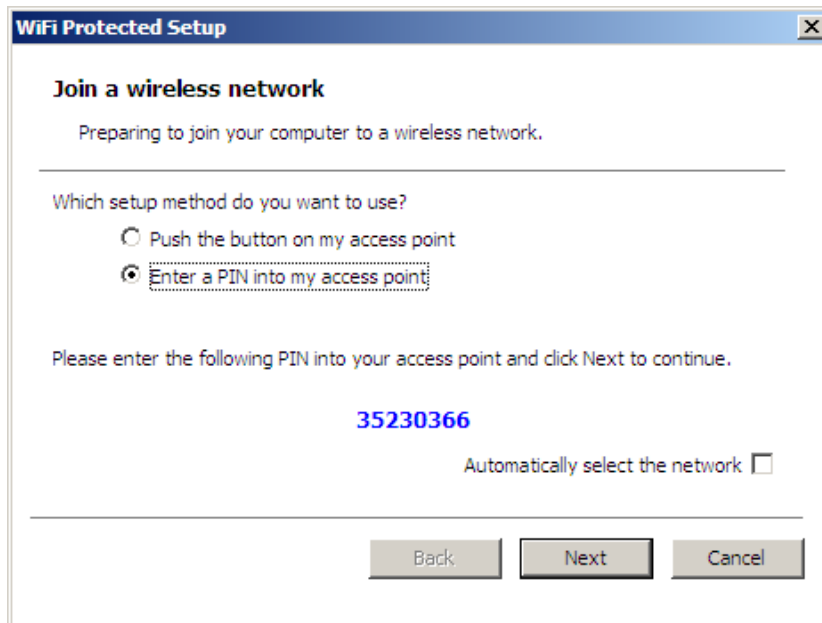 WiFi Protected Setup
Join a wireless network
Preparing to join your computer to a wireless network.
Which setup method do you want to use?
Push the button on my access point
Enter a PIN into my access point
Please enter the following PIN into your access point and click Next to continue.
35230366
Automatically select the network
Back Next Cancel